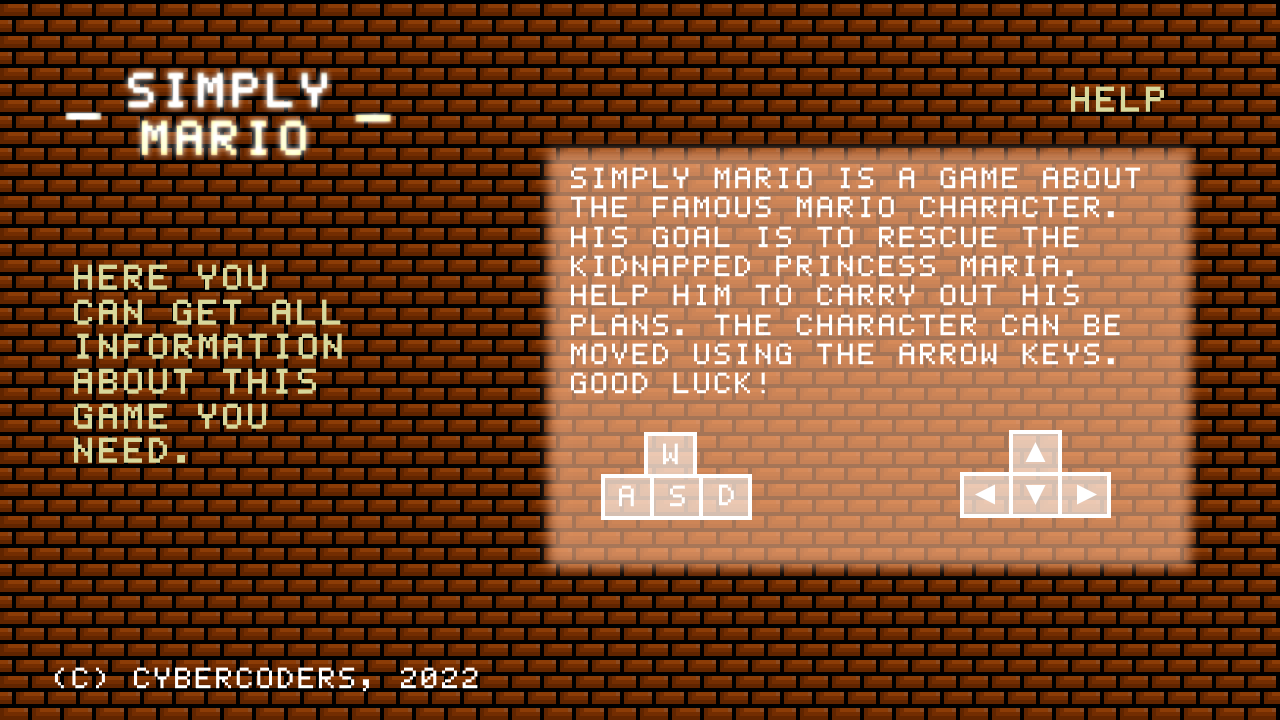 SIMPLY
MARIO
HELP
SIMPLY MARIO IS A GAME ABOUT
THE FAMOUS MARIO CHARACTER.
HIS GOAL IS TO RESCUE THE
KIDNAPPED PRINCESS MARIA.
HELP HIM TO CARRY OUT HIS
PLANS. THE CHARACTER CAN BE
MOVED USING THE ARROW KEYS.
GOOD LUCK!
HERE YOU
CAN GET ALL
INFORMATION
ABOUT THIS
GAME YOU
NEED.
W
A S D
(C) CYBERCODERS, 2022